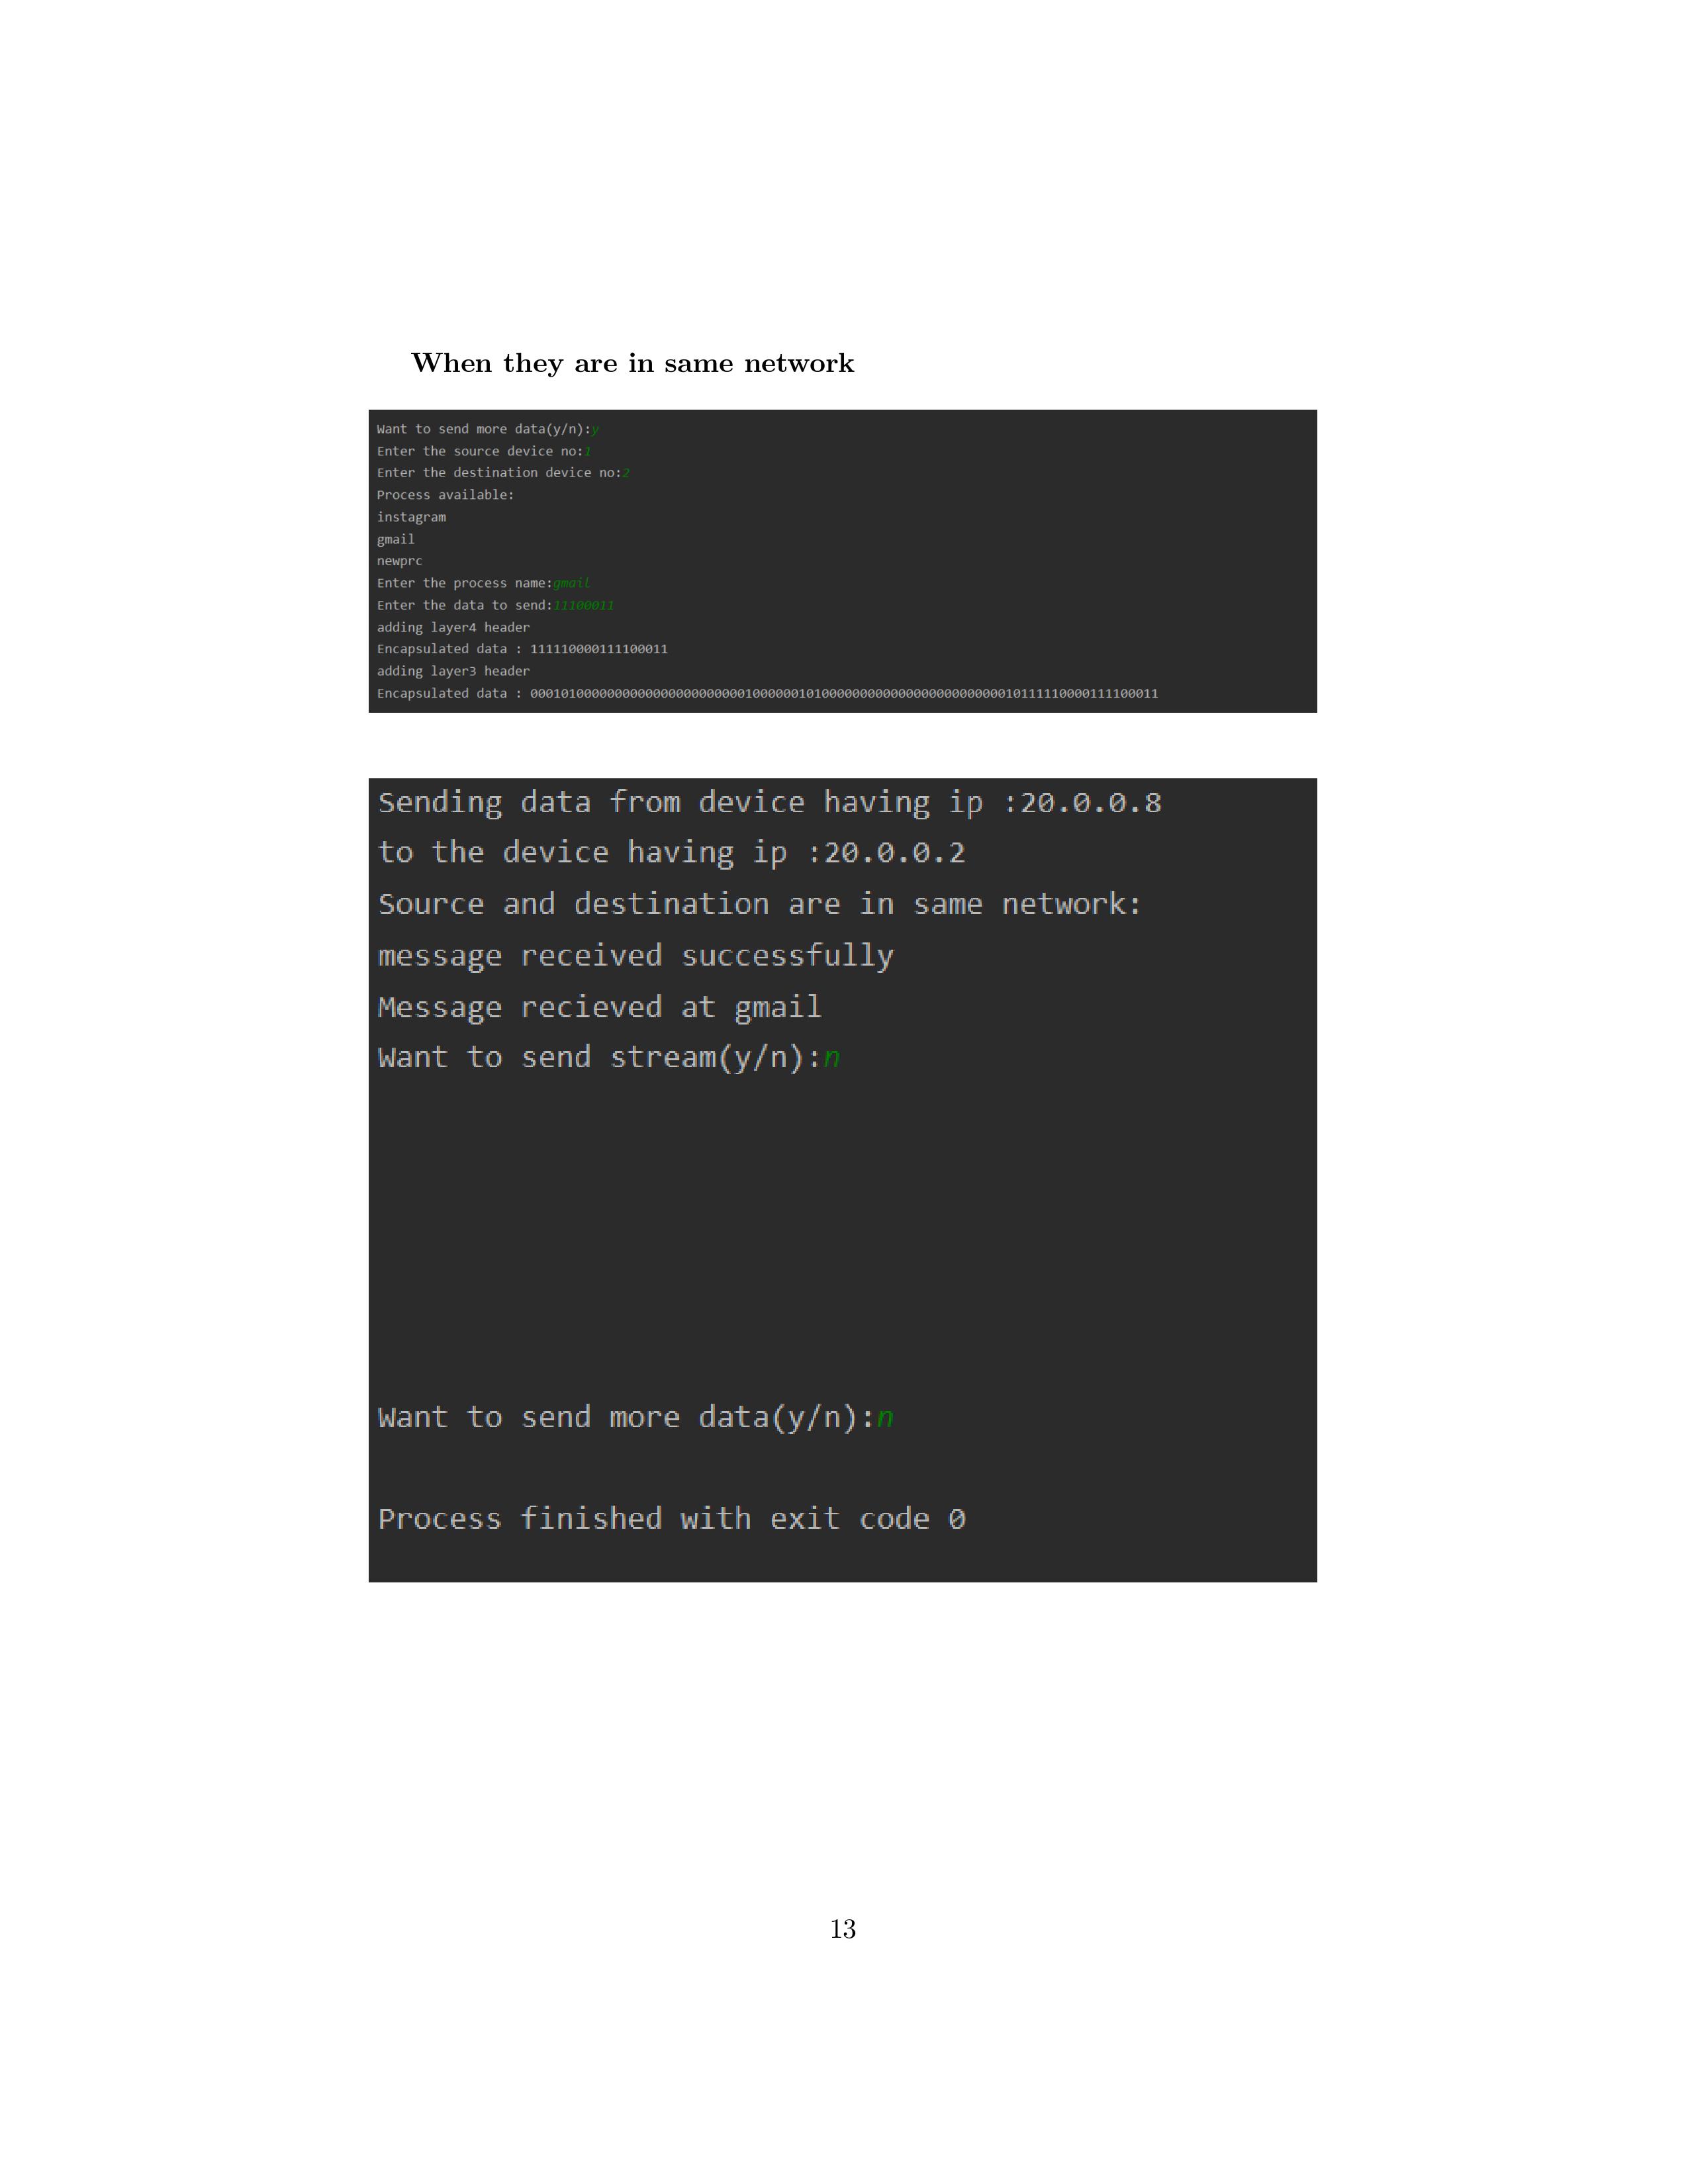 When they are in same network
Want to send more data(y/n):y
Enter the source device no:1
Enter the destination device no:2
Process available:
instagram
gmail
newprc
Enter the process name:gmail
Enter the data to send:11100011
adding layer4 header
Encapsulated data : 111110000111100011
adding layer3 header
Encapsulated data : 0001010000000000000000000000100000010100000000000000000000000010111110000111100011
Sending data from device having ip :20.0.0.8
to the device having ip :20.0.0.2
Source and destination are in same network:
message received successfully
Message recieved at gmail
Want to send stream(y/n):n
Want to send more data(y/n):n
Process finished with exit code 0
13